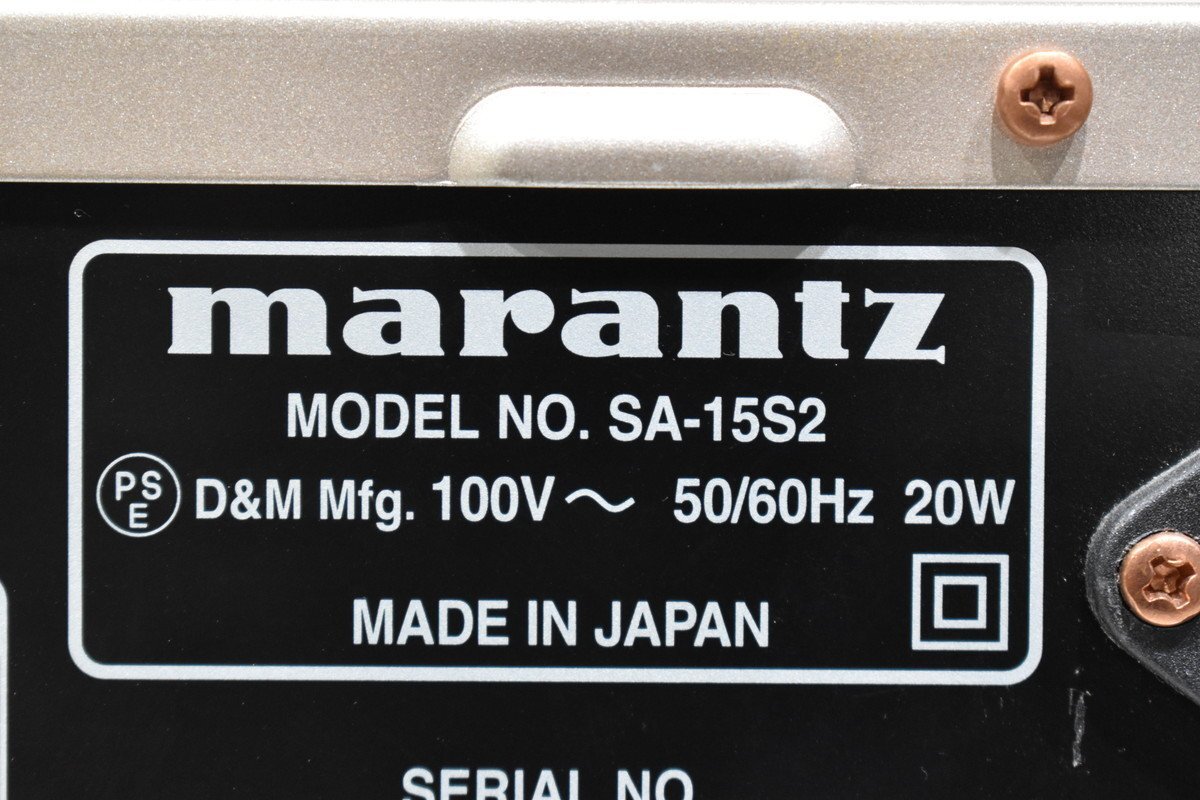 marantz
MODEL NO. SA-15S2
PS
E
D&M Mfg. 100V～ 50/60Hz 20W
MADE IN JAPAN
SERIAL NO.